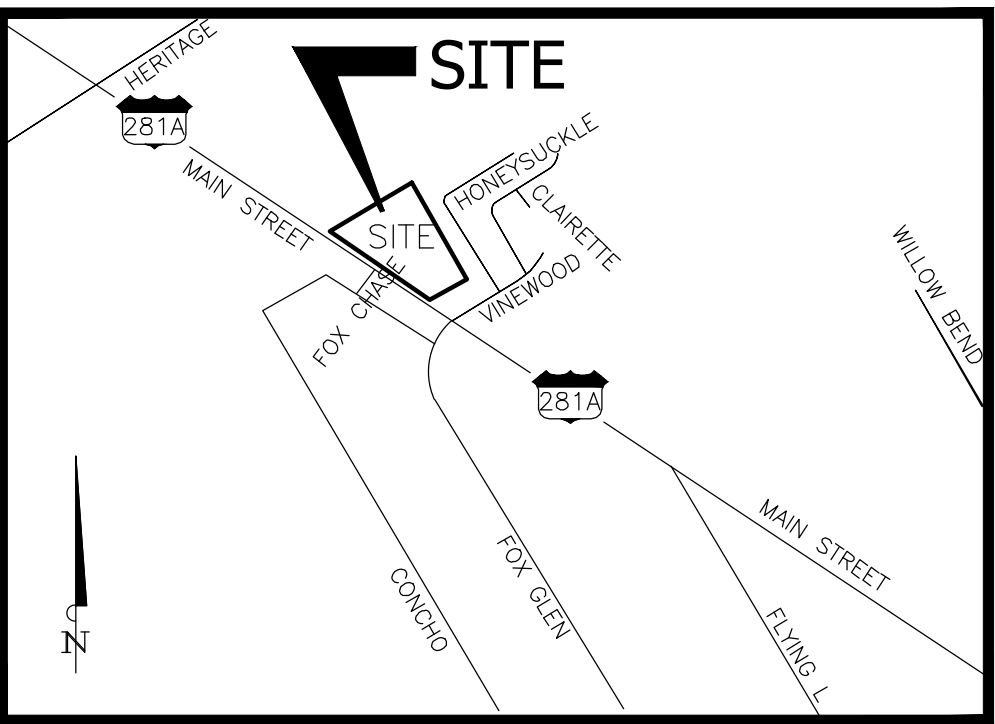 HERITAGE
SITE
281A
HONEYSUCKLE
MAIN STREET
CLAIRETTE
SITE
WILLOW BEND
FOX CHASE
VINEWOOD
281A
MAIN STREET
FOX GLEN
CONCHO
FLYING L
N